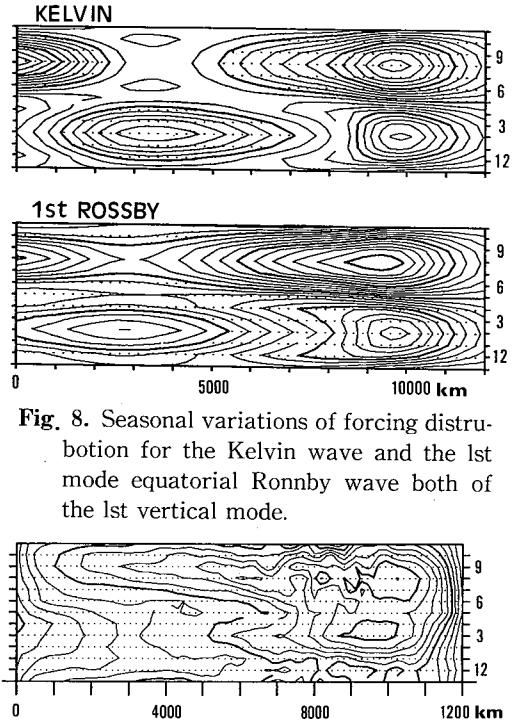 KELVIN
9
6
3
12
1st ROSSBY
9
6
3
12
0 5000 10000 km
Fig. 8. Seasonal variations of forcing distru-
botion for the Kelvin wave and the lst
mode equatorial Ronnby wave both of
the lst vertical mode.
9
6
3
12
0 4000 8000 1200 km